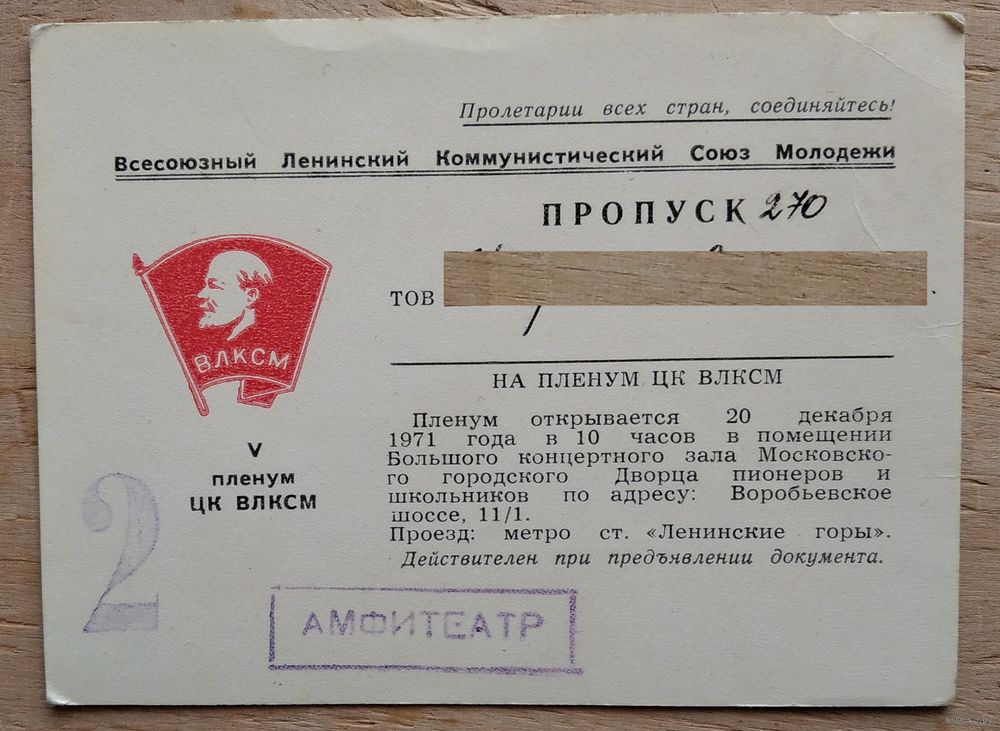 Пролетарии всех стран, соединяйтесь!
Всесоюзный Ленинский Коммунистический Союз Молодежи
ПРОПУСК 270
ТОВ
ВЛКСМ
НА ПЛЕНУМ ЦК ВЛКСМ
V
пленум
ЦК ВЛКСМ
Пленум открывается 20 декабря
1971 года в 10 часов в помещении
Большого концертного зала Московско-
го городского Дворца пионеров и
школьников по адресу: Воробьевское
шоссе, 11/1.
Проезд: метро ст. «Ленинские горы».
Действителен при предъявлении документа.
2
АМФИТЕАТР